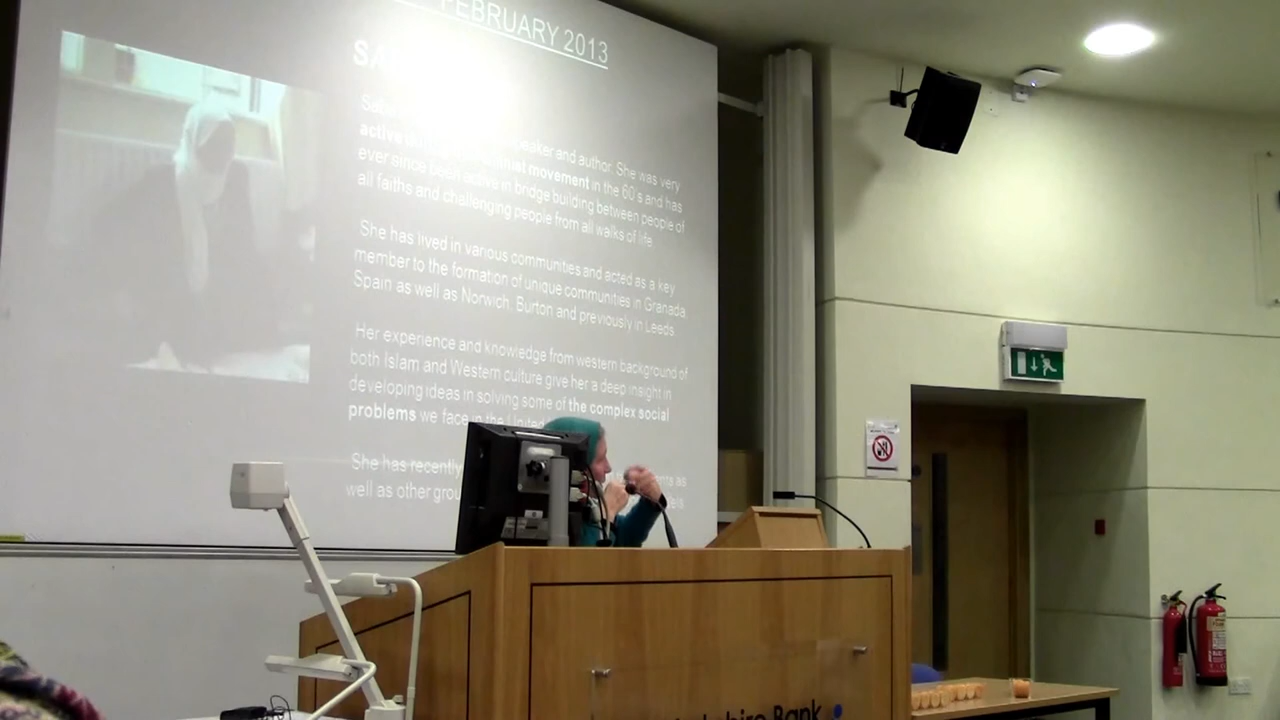 FEBRUARY 2013
SA
speaker and author. She was very
active movement in the 60's and has
ever since been active in bridge building between people of
all faiths and challenging people from all walks of life
She has lived in various communities and acted as a key
member to the formation of unique communities in Granada,
Spain as well as Norwich, Burton and previously in Leeds
Her experience and knowledge from western background of
both Islam and Western culture give her a deep insight in
developing ideas in solving some of the complex social
problems we face in the United
She has recently as
well as other
Bank